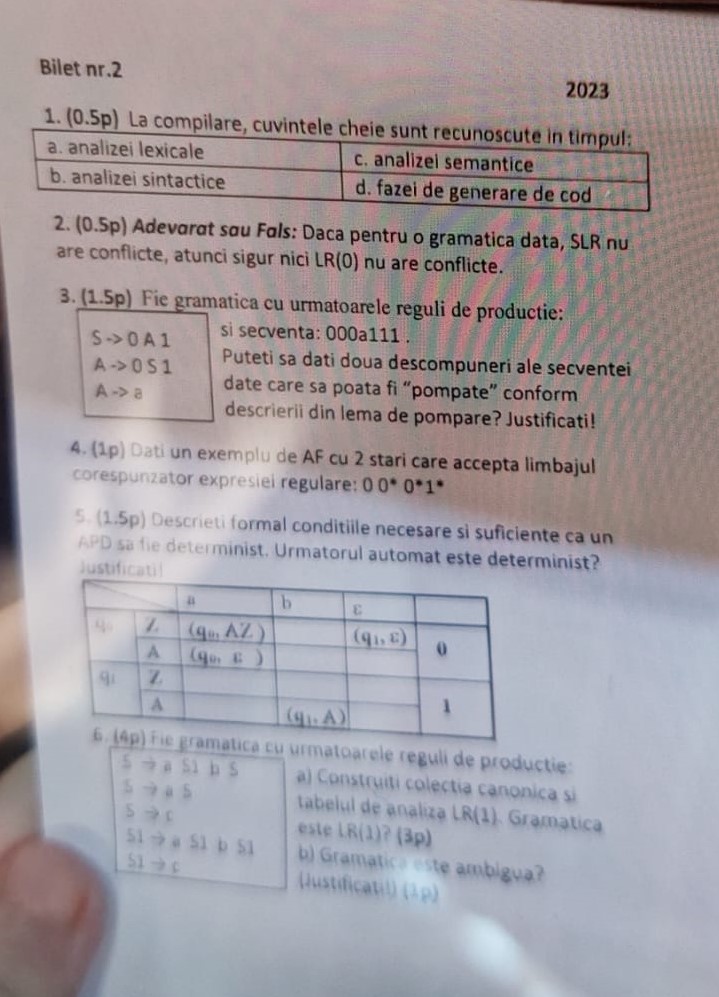 Bilet nr.2
2023
1. (0.5p) La compilare, cuvintele cheie sunt recunoscute in timpul:
a. analizei lexicale
c. analizei semantice
b. analizei sintactice
d. fazei de generare de cod
2. (0.5p) Adevarat sau Fals: Daca pentru o gramatica data, SLR nu
are conflicte, atunci sigur nici LR(0) nu are conflicte.
3. (1.5p) Fie gramatica cu urmatoarele reguli de productie:
S -> 0 A 1
A -> 0 S 1
A -> a
si secventa: 000a111 .
Puteti sa dati doua descompuneri ale secventei
date care sa poata fi “pompate” conform
descrierii din lema de pompare? Justificati!
4. (1p) Dati un exemplu de AF cu 2 stari care accepta limbajul
corespunzator expresiei regulare: 0 0* 0*1*
5. (1.5p) Descrieti formal conditiile necesare si suficiente ca un
APD sa fie determinist. Urmatorul automat este determinist?
Justificati!
a b ε
q₀ Z (q₀, AZ) (q₁, ε) 0
A (q₀, ε )
q₁ Z 1
A (q₁, A)
6. (4p) Fie gramatica cu urmatoarele reguli de productie:
S → a S1 b S
S → a S
S → c
S1 → a S1 b S1
S1 → c
a) Construiti colectia canonica si
tabelul de analiza LR(1). Gramatica
este LR(1)? (3p)
b) Gramatica este ambigua?
(Justificati!) (1p)